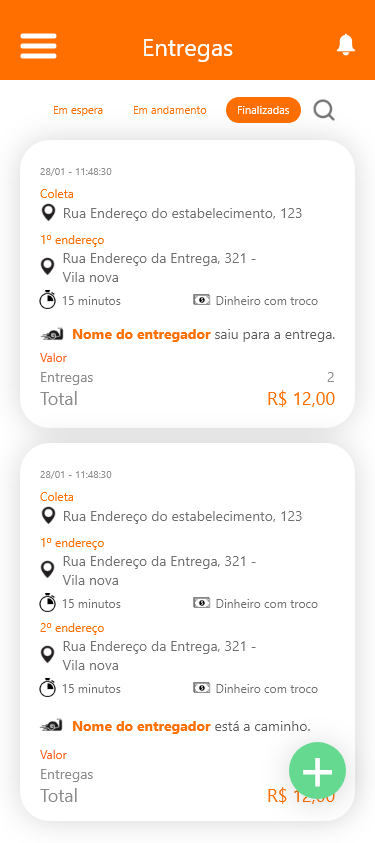 Entregas
Em espera
Em andamento
Finalizadas
28/01 - 11:48:30
Coleta
Rua Endereço do estabelecimento, 123
1º endereço
Rua Endereço da Entrega, 321 -
Vila nova
15 minutos
Dinheiro com troco
Nome do entregador saiu para a entrega.
Valor
Entregas 2
Total R$ 12,00
28/01 - 11:48:30
Coleta
Rua Endereço do estabelecimento, 123
1º endereço
Rua Endereço da Entrega, 321 -
Vila nova
15 minutos
Dinheiro com troco
2º endereço
Rua Endereço da Entrega, 321 -
Vila nova
15 minutos
Dinheiro com troco
Nome do entregador está a caminho.
Valor
Entregas
Total R$ 12,00